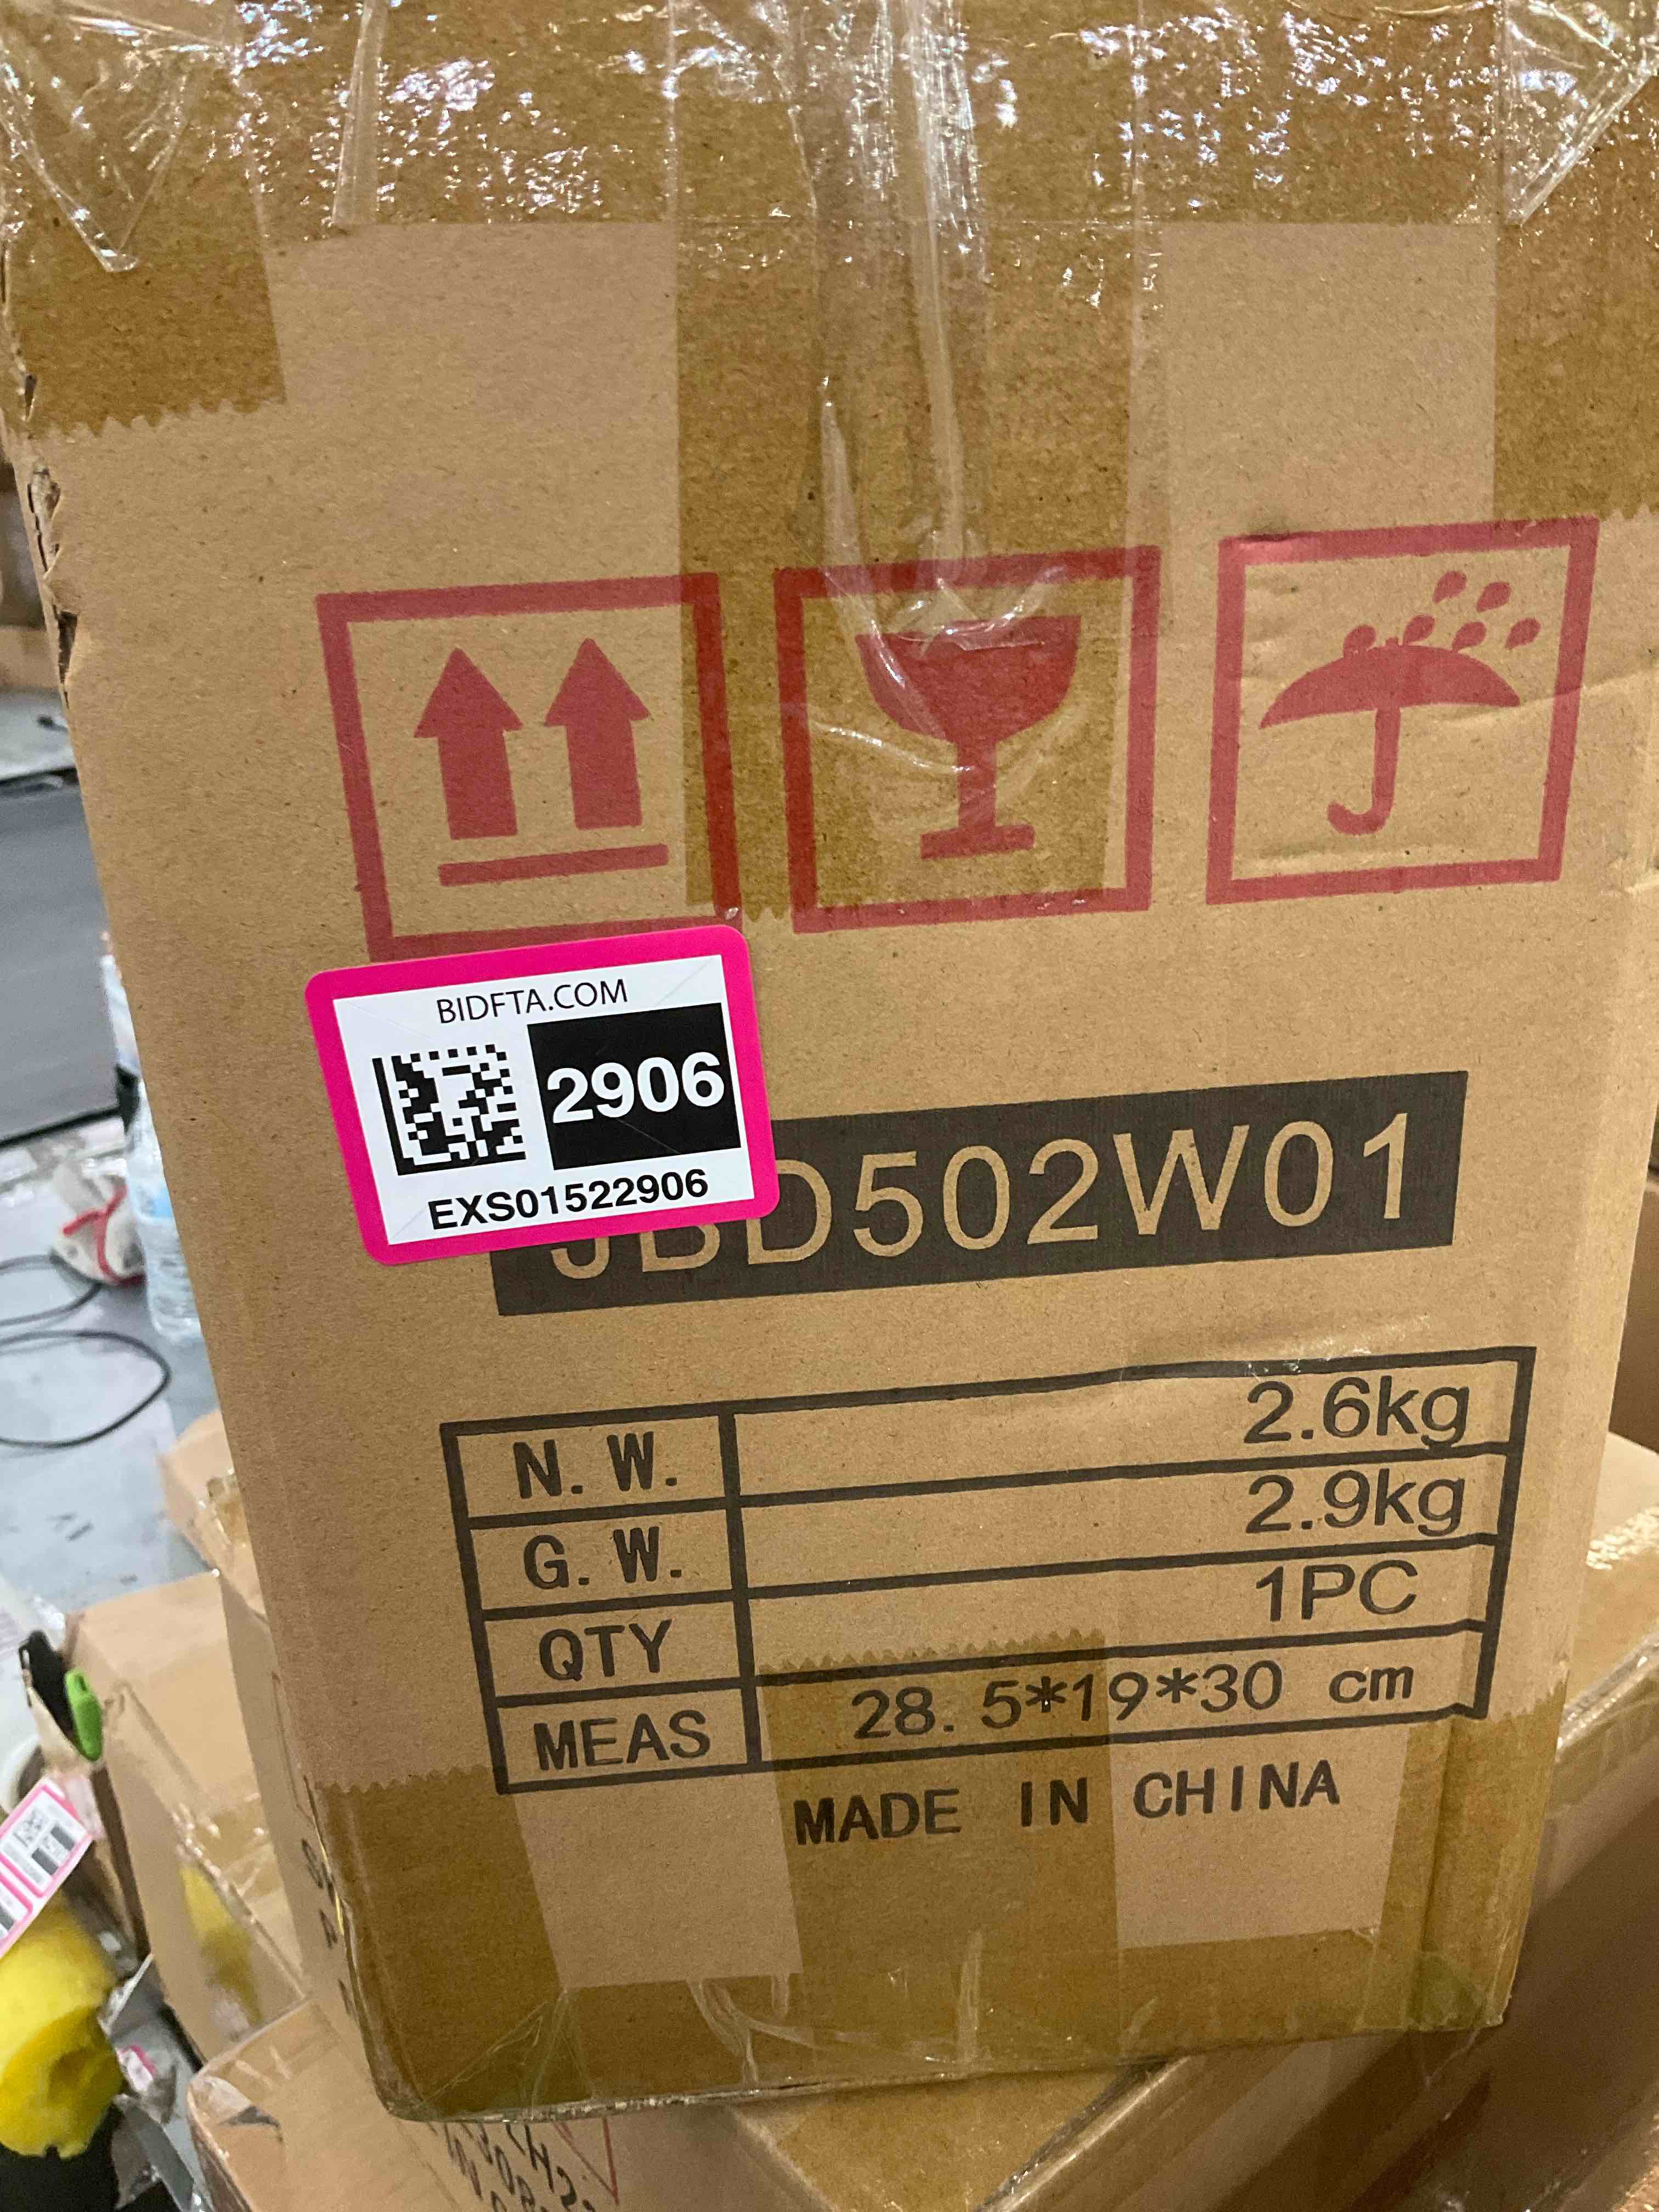 BIDFTA.COM
2906
EXS01522906
JBD502W01
N. W. 2.6kg
G. W. 2.9kg
QTY 1PC
MEAS 28. 5*19*30 cm
MADE IN CHINA